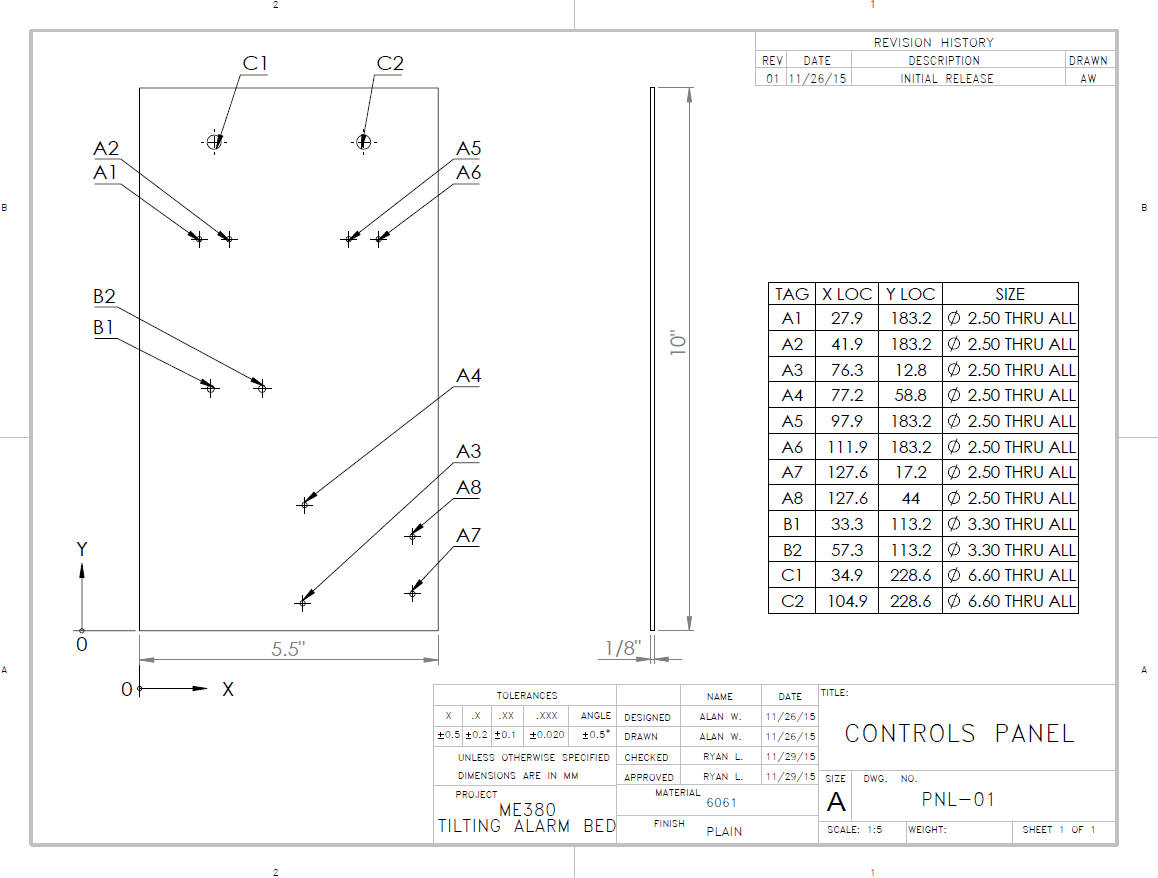 2 1
REVISION HISTORY
REV DATE DESCRIPTION DRAWN
01 11/26/15 INITIAL RELEASE AW
C1 C2
A2 A5
A1 A6
B B
B2
B1
10"
A4
A3
A8
A7
Y
0
0 X
5.5"
1/8"
TAG X LOC Y LOC SIZE
A1 27.9 183.2 ∅ 2.50 THRU ALL
A2 41.9 183.2 ∅ 2.50 THRU ALL
A3 76.3 12.8 ∅ 2.50 THRU ALL
A4 77.2 58.8 ∅ 2.50 THRU ALL
A5 97.9 183.2 ∅ 2.50 THRU ALL
A6 111.9 183.2 ∅ 2.50 THRU ALL
A7 127.6 17.2 ∅ 2.50 THRU ALL
A8 127.6 44 ∅ 2.50 THRU ALL
B1 33.3 113.2 ∅ 3.30 THRU ALL
B2 57.3 113.2 ∅ 3.30 THRU ALL
C1 34.9 228.6 ∅ 6.60 THRU ALL
C2 104.9 228.6 ∅ 6.60 THRU ALL
A A
TOLERANCES
X .X .XX .XXX ANGLE
±0.5 ±0.2 ±0.1 ±0.020 ±0.5°
UNLESS OTHERWISE SPECIFIED
DIMENSIONS ARE IN MM
PROJECT
ME380
TILTING ALARM BED
NAME DATE
DESIGNED ALAN W. 11/26/15
DRAWN ALAN W. 11/26/15
CHECKED RYAN L. 11/29/15
APPROVED RYAN L. 11/29/15
MATERIAL
6061
FINISH
PLAIN
TITLE:
CONTROLS PANEL
SIZE DWG. NO.
A PNL-01
SCALE: 1:5 WEIGHT: SHEET 1 OF 1
2 1